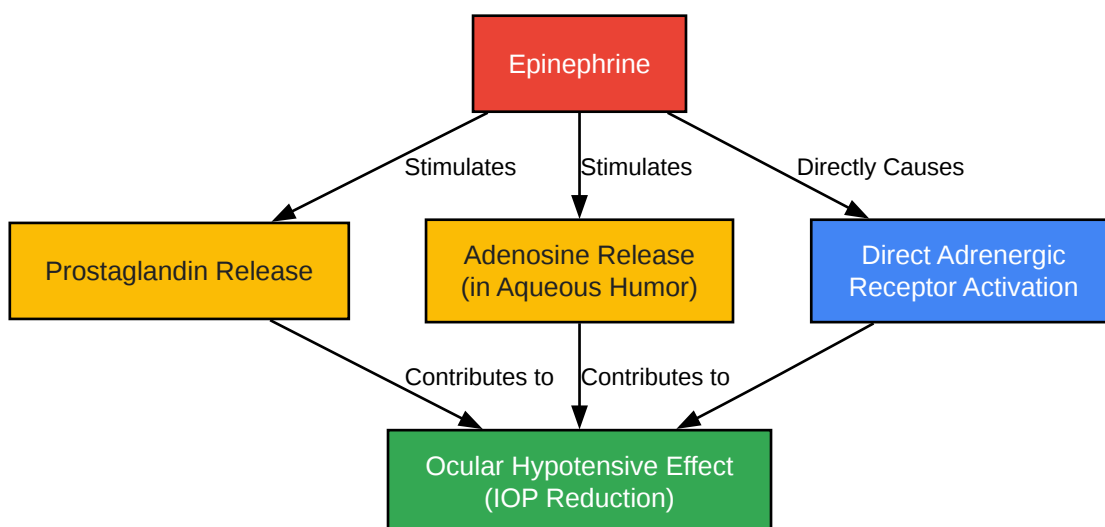 Epinephrine
Stimulates
Stimulates
Directly Causes
Prostaglandin Release
Adenosine Release
(in Aqueous Humor)
Direct Adrenergic
Receptor Activation
Contributes to
Contributes to
Ocular Hypotensive Effect
(IOP Reduction)